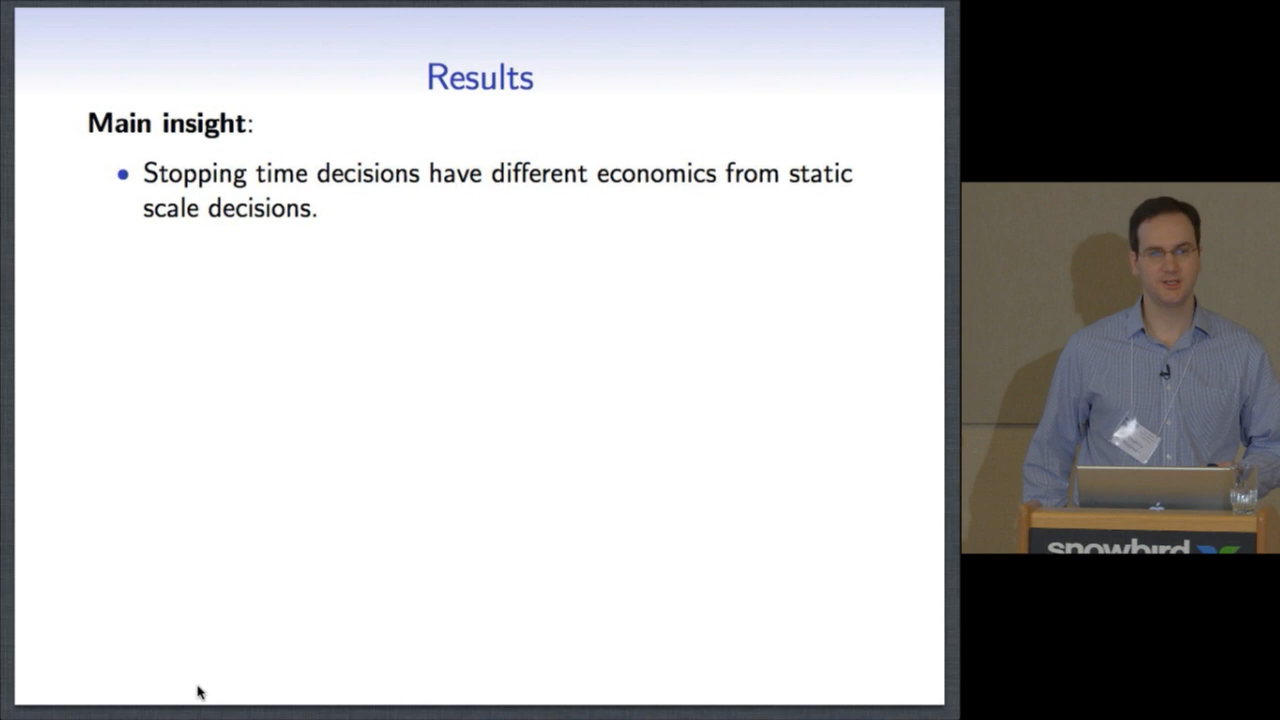 Results
Main insight:
Stopping time decisions have different economics from static
scale decisions.
snowbird